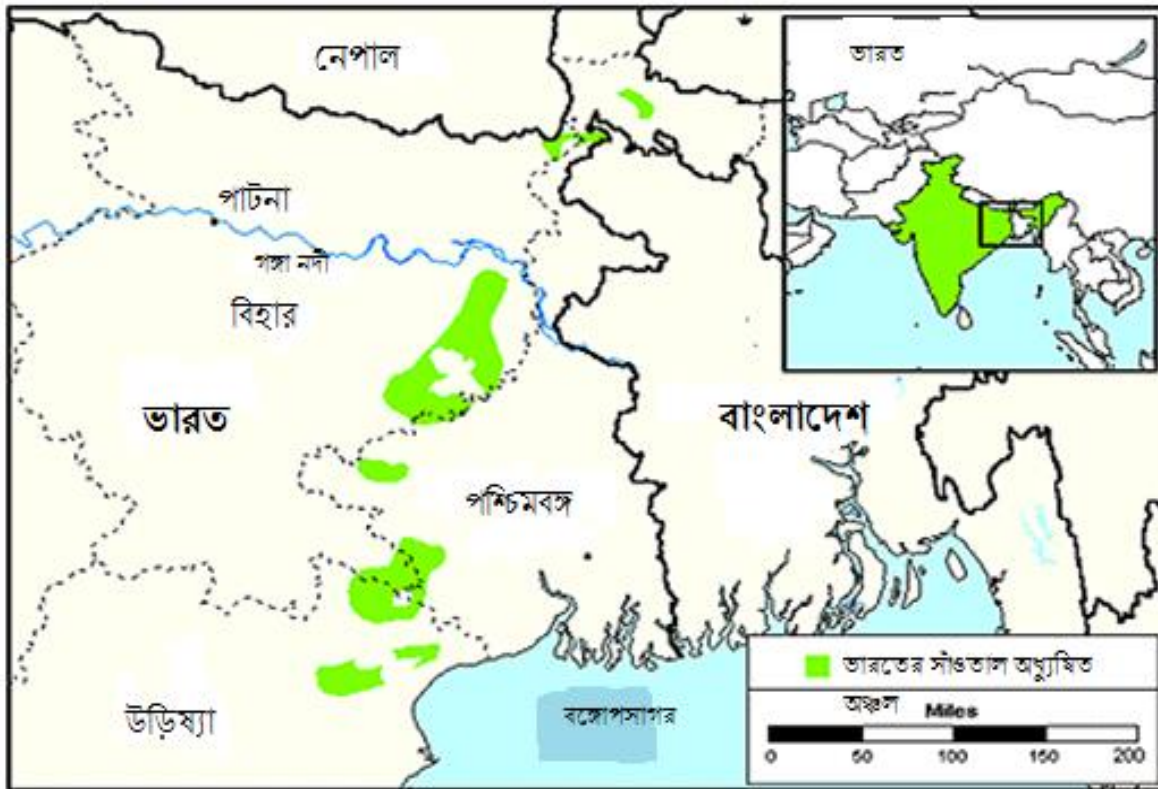 নেপাল
ভারত
পাটনা
গঙ্গা নদী
বিহার
ভারত
বাংলাদেশ
পশ্চিমবঙ্গ
উড়িষ্যা
বঙ্গোপসাগর
ভারতের সাঁওতাল অধ্যুষিত
অঞ্চল
Miles
0 50 100 150 200